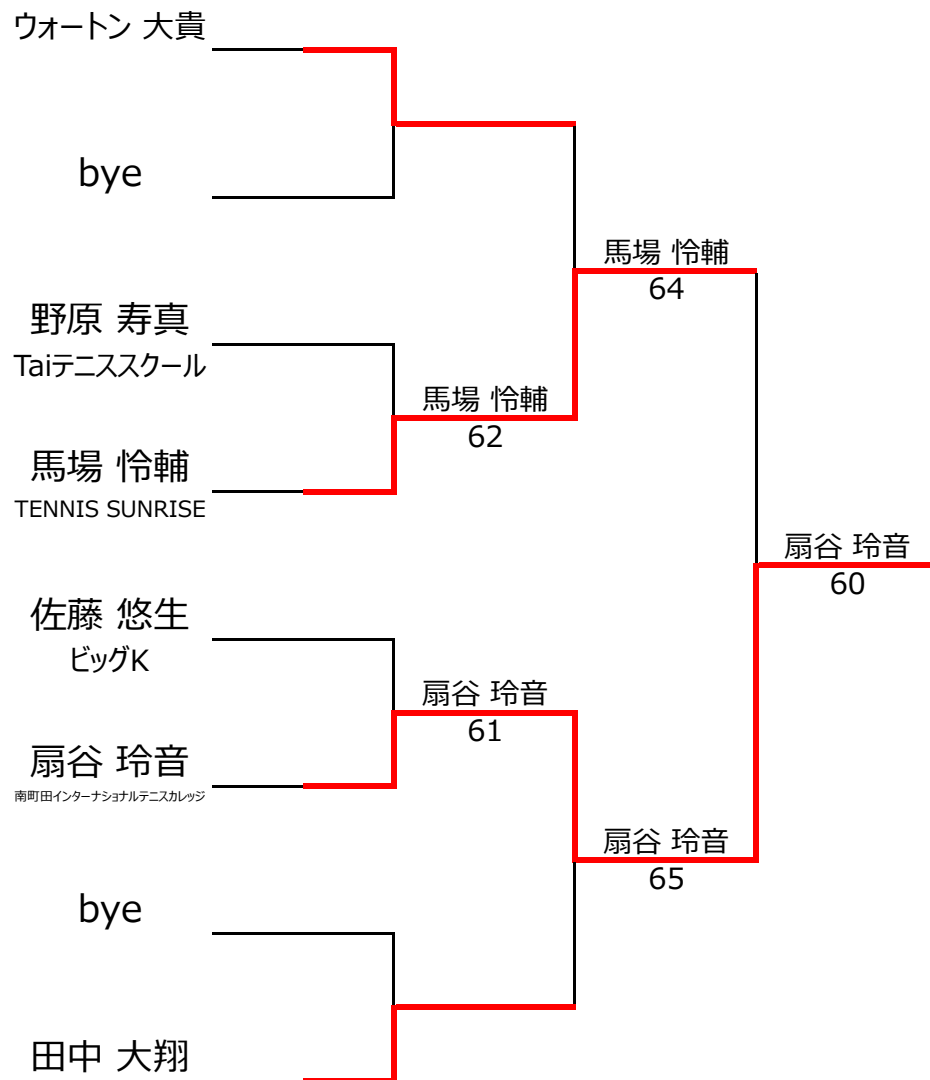 ウォートン 大貴
bye
野原 寿真
Taiテニススクール
馬場 怜輔
TENNIS SUNRISE
佐藤 悠生
ビッグK
扇谷 玲音
南町田インターナショナルテニスカレッジ
bye
田中 大翔
馬場 怜輔
62
扇谷 玲音
61
馬場 怜輔
64
扇谷 玲音
65
扇谷 玲音
60